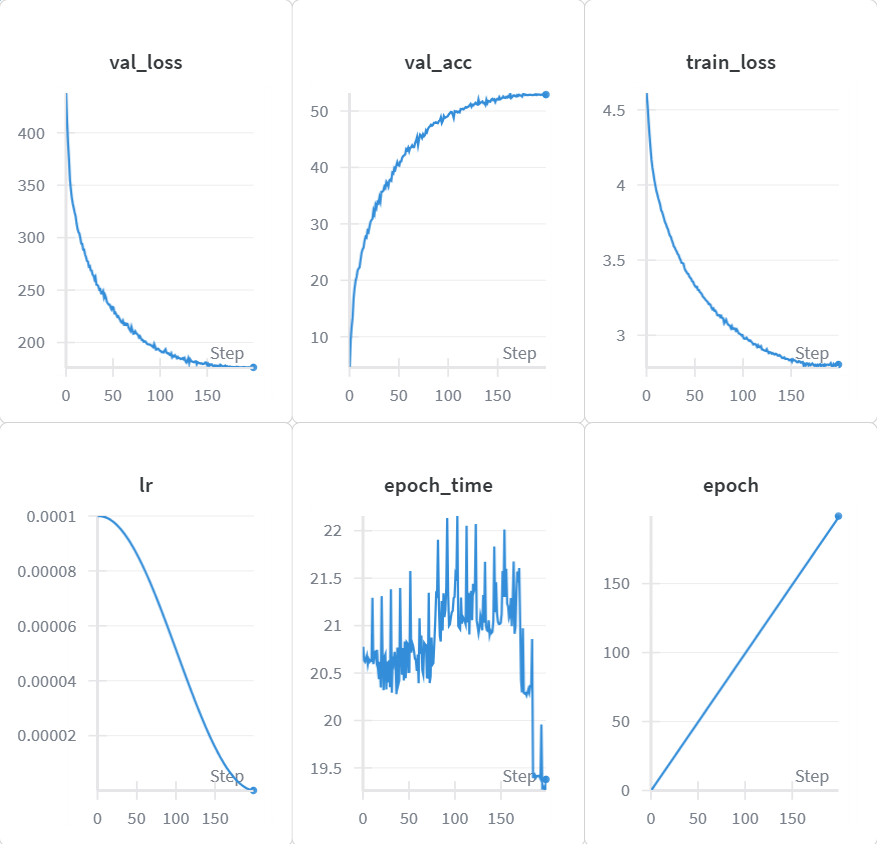 val_loss
400
350
300
250
200
Step
0 50 100 150
val_acc
50
40
30
20
10
Step
0 50 100 150
train_loss
4.5
4
3.5
3
Step
0 50 100 150
lr
0.0001
0.00008
0.00006
0.00004
0.00002
Step
0 50 100 150
epoch_time
22
21.5
21
20.5
20
19.5
Step
0 50 100 150
epoch
150
100
50
0
Step
0 50 100 150